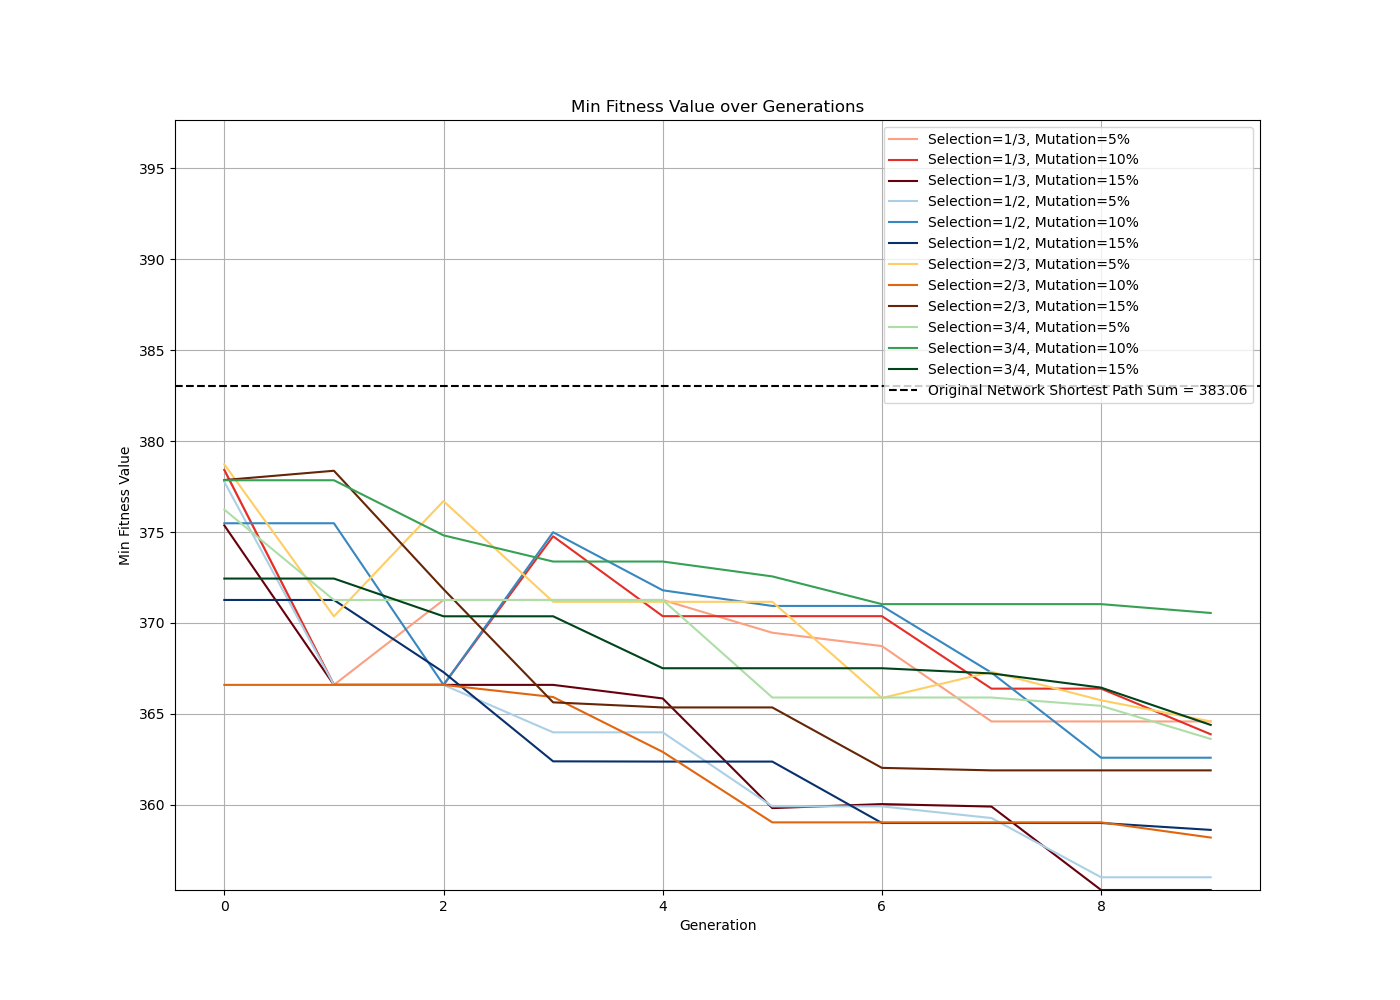 Min Fitness Value over Generations
Min Fitness Value
395
390
385
380
375
370
365
360
Selection=1/3, Mutation=5%
Selection=1/3, Mutation=10%
Selection=1/3, Mutation=15%
Selection=1/2, Mutation=5%
Selection=1/2, Mutation=10%
Selection=1/2, Mutation=15%
Selection=2/3, Mutation=5%
Selection=2/3, Mutation=10%
Selection=2/3, Mutation=15%
Selection=3/4, Mutation=5%
Selection=3/4, Mutation=10%
Selection=3/4, Mutation=15%
Original Network Shortest Path Sum = 383.06
0 2 4 6 8
Generation